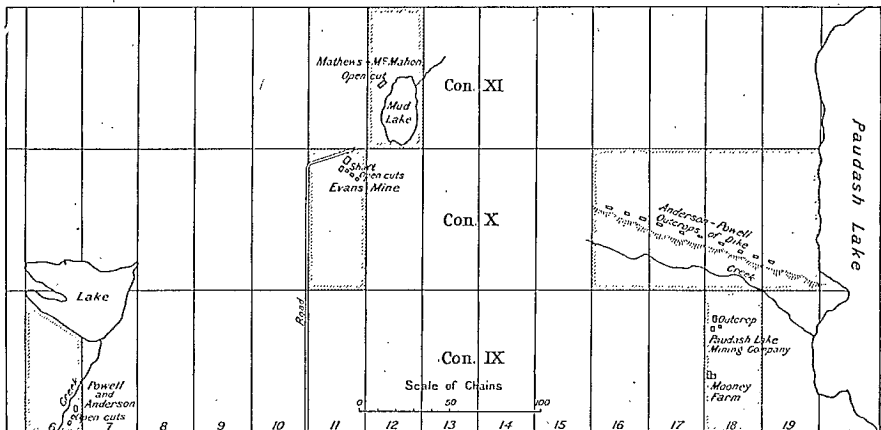 Mathews-McMahon
Open cut
Con. XI
Mud
Lake
Paudash Lake
Shaft
Open cuts
Evans Mine
Con. X
Anderson-Powell
Outcrops of Dike
Creek
Lake
Road
Outcrop
Paudash Lake
Mining Company
Con. IX
Scale of Chains
0 50 100
Creek
Powell
and
Anderson
Open cuts
Mooney
Farm
6 7 8 9 10 11 12 13 14 15 16 17 18 19